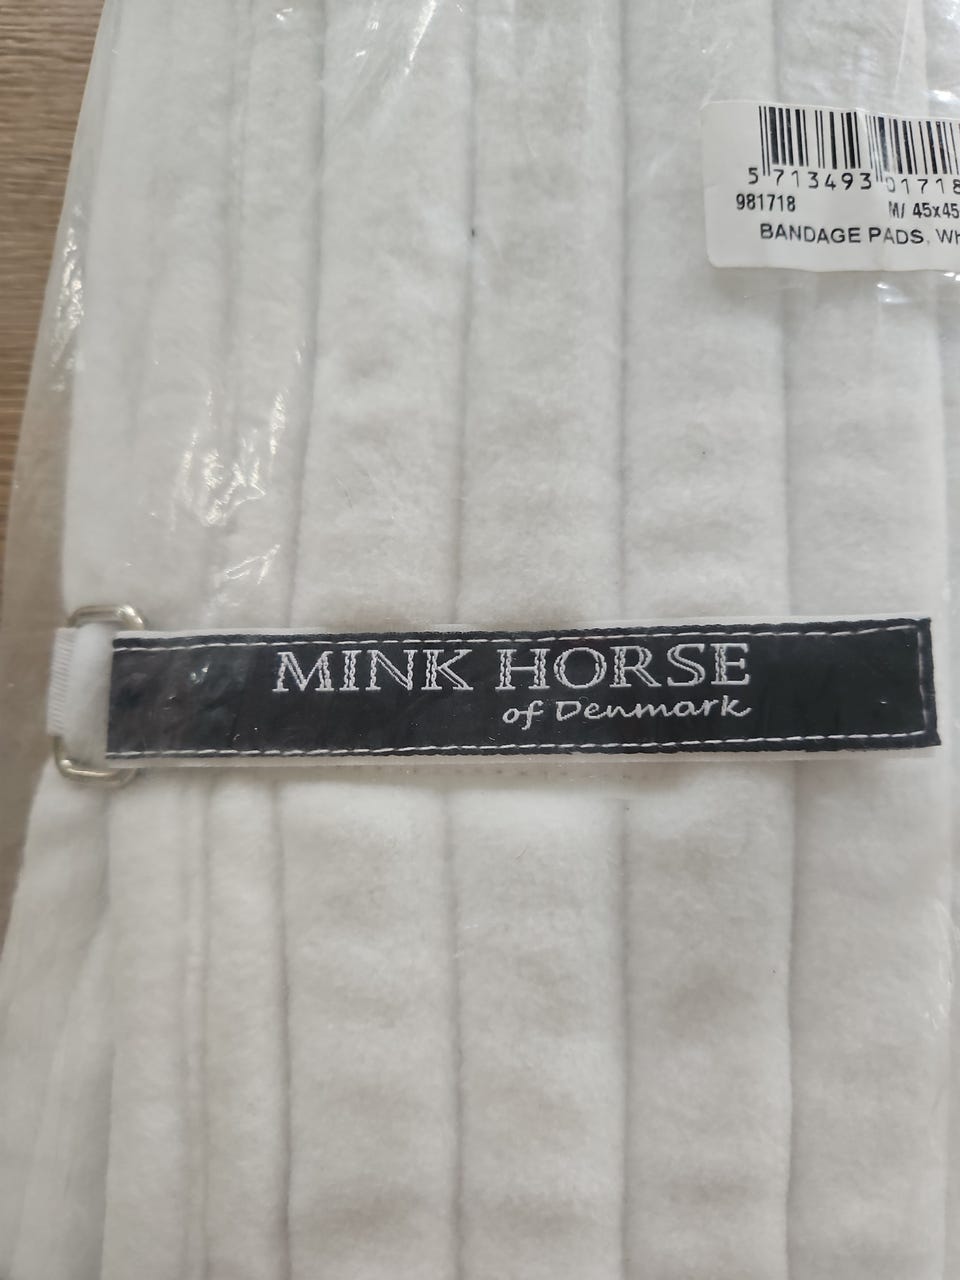 5 713493 01718
981718 M/ 45x45
BANDAGE PADS, Wh
MINK HORSE
of Denmark